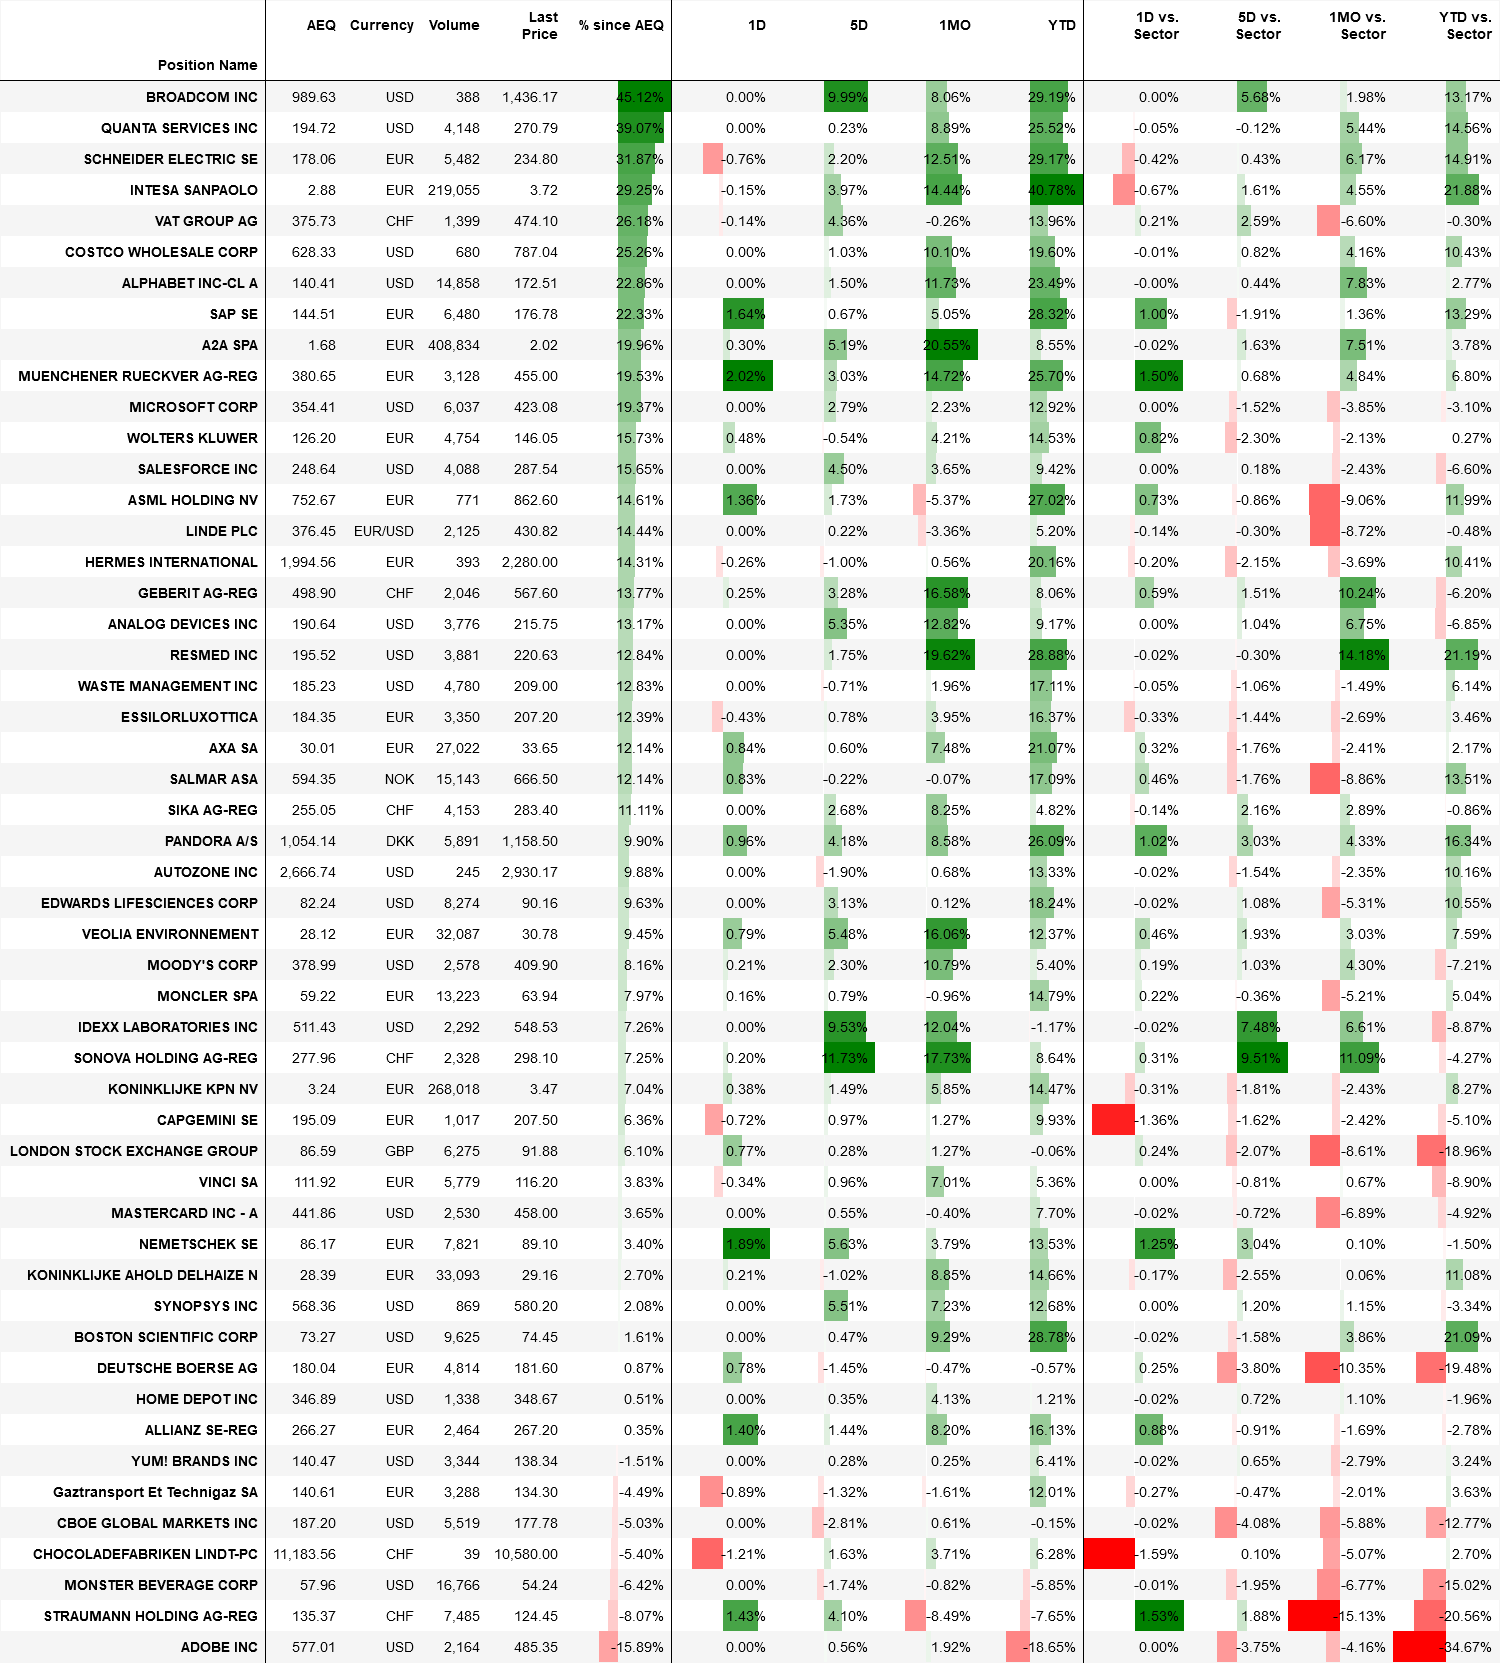 Position Name AEQ Currency Volume Last Price % since AEQ 1D 5D 1MO YTD 1D vs. Sector 5D vs. Sector 1MO vs. Sector YTD vs. Sector
BROADCOM INC 989.63 USD 388 1,436.17 45.12% 0.00% 9.99% 8.06% 29.19% 0.00% 5.68% 1.98% 13.17%
QUANTA SERVICES INC 194.72 USD 4,148 270.79 39.07% 0.00% 0.23% 8.89% 25.52% -0.05% -0.12% 5.44% 14.56%
SCHNEIDER ELECTRIC SE 178.06 EUR 5,482 234.80 31.87% -0.76% 2.20% 12.51% 29.17% -0.42% 0.43% 6.17% 14.91%
INTESA SANPAOLO 2.88 EUR 219,055 3.72 29.25% -0.15% 3.97% 14.44% 40.78% -0.67% 1.61% 4.55% 21.88%
VAT GROUP AG 375.73 CHF 1,399 474.10 26.18% -0.14% 4.36% -0.26% 13.96% 0.21% 2.59% -6.60% -0.30%
COSTCO WHOLESALE CORP 628.33 USD 680 787.04 25.26% 0.00% 1.03% 10.10% 19.60% -0.01% 0.82% 4.16% 10.43%
ALPHABET INC-CL A 140.41 USD 14,858 172.51 22.86% 0.00% 1.50% 11.73% 23.49% -0.00% 0.44% 7.83% 2.77%
SAP SE 144.51 EUR 6,480 176.78 22.33% 1.64% 0.67% 5.05% 28.32% 1.00% -1.91% 1.36% 13.29%
A2A SPA 1.68 EUR 408,834 2.02 19.96% 0.30% 5.19% 20.55% 8.55% -0.02% 1.63% 7.51% 3.78%
MUENCHENER RUECKVER AG-REG 380.65 EUR 3,128 455.00 19.53% 2.02% 3.03% 14.72% 25.70% 1.50% 0.68% 4.84% 6.80%
MICROSOFT CORP 354.41 USD 6,037 423.08 19.37% 0.00% 2.79% 2.23% 12.92% 0.00% -1.52% -3.85% -3.10%
WOLTERS KLUWER 126.20 EUR 4,754 146.05 15.73% 0.48% -0.54% 4.21% 14.53% 0.82% -2.30% -2.13% 0.27%
SALESFORCE INC 248.64 USD 4,088 287.54 15.65% 0.00% 4.50% 3.65% 9.42% 0.00% 0.18% -2.43% -6.60%
ASML HOLDING NV 752.67 EUR 771 862.60 14.61% 1.36% 1.73% -5.37% 27.02% 0.73% -0.86% -9.06% 11.99%
LINDE PLC 376.45 EUR/USD 2,125 430.82 14.44% 0.00% 0.22% -3.36% 5.20% -0.14% -0.30% -8.72% -0.48%
HERMES INTERNATIONAL 1,994.56 EUR 393 2,280.00 14.31% -0.26% -1.00% 0.56% 20.16% -0.20% -2.15% -3.69% 10.41%
GEBERIT AG-REG 498.90 CHF 2,046 567.60 13.77% 0.25% 3.28% 16.58% 8.06% 0.59% 1.51% 10.24% -6.20%
ANALOG DEVICES INC 190.64 USD 3,776 215.75 13.17% 0.00% 5.35% 12.82% 9.17% 0.00% 1.04% 6.75% -6.85%
RESMED INC 195.52 USD 3,881 220.63 12.84% 0.00% 1.75% 19.62% 28.88% -0.02% -0.30% 14.18% 21.19%
WASTE MANAGEMENT INC 185.23 USD 4,780 209.00 12.83% 0.00% -0.71% 1.96% 17.11% -0.05% -1.06% -1.49% 6.14%
ESSILORLUXOTTICA 184.35 EUR 3,350 207.20 12.39% -0.43% 0.78% 3.95% 16.37% -0.33% -1.44% -2.69% 3.46%
AXA SA 30.01 EUR 27,022 33.65 12.14% 0.84% 0.60% 7.48% 21.07% 0.32% -1.76% -2.41% 2.17%
SALMAR ASA 594.35 NOK 15,143 666.50 12.14% 0.83% -0.22% -0.07% 17.09% 0.46% -1.76% -8.86% 13.51%
SIKA AG-REG 255.05 CHF 4,153 283.40 11.11% 0.00% 2.68% 8.25% 4.82% -0.14% 2.16% 2.89% -0.86%
PANDORA A/S 1,054.14 DKK 5,891 1,158.50 9.90% 0.96% 4.18% 8.58% 26.09% 1.02% 3.03% 4.33% 16.34%
AUTOZONE INC 2,666.74 USD 245 2,930.17 9.88% 0.00% -1.90% 0.68% 13.33% -0.02% -1.54% -2.35% 10.16%
EDWARDS LIFESCIENCES CORP 82.24 USD 8,274 90.16 9.63% 0.00% 3.13% 0.12% 18.24% -0.02% 1.08% -5.31% 10.55%
VEOLIA ENVIRONNEMENT 28.12 EUR 32,087 30.78 9.45% 0.79% 5.48% 16.06% 12.37% 0.46% 1.93% 3.03% 7.59%
MOODY'S CORP 378.99 USD 2,578 409.90 8.16% 0.21% 2.30% 10.79% 5.40% 0.19% 1.03% 4.30% -7.21%
MONCLER SPA 59.22 EUR 13,223 63.94 7.97% 0.16% 0.79% -0.96% 14.79% 0.22% -0.36% -5.21% 5.04%
IDEXX LABORATORIES INC 511.43 USD 2,292 548.53 7.26% 0.00% 9.53% 12.04% -1.17% -0.02% 7.48% 6.61% -8.87%
SONOVA HOLDING AG-REG 277.96 CHF 2,328 298.10 7.25% 0.20% 11.73% 17.73% 8.64% 0.31% 9.51% 11.09% -4.27%
KONINKLIJKE KPN NV 3.24 EUR 268,018 3.47 7.04% 0.38% 1.49% 5.85% 14.47% -0.31% -1.81% -2.43% 8.27%
CAPGEMINI SE 195.09 EUR 1,017 207.50 6.36% -0.72% 0.97% 1.27% 9.93% -1.36% -1.62% -2.42% -5.10%
LONDON STOCK EXCHANGE GROUP 86.59 GBP 6,275 91.88 6.10% 0.77% 0.28% 1.27% -0.06% 0.24% -2.07% -8.61% -18.96%
VINCI SA 111.92 EUR 5,779 116.20 3.83% -0.34% 0.96% 7.01% 5.36% 0.00% -0.81% 0.67% -8.90%
MASTERCARD INC - A 441.86 USD 2,530 458.00 3.65% 0.00% 0.55% -0.40% 7.70% -0.02% -0.72% -6.89% -4.92%
NEMETSCHEK SE 86.17 EUR 7,821 89.10 3.40% 1.89% 5.63% 3.79% 13.53% 1.25% 3.04% 0.10% -1.50%
KONINKLIJKE AHOLD DELHAIZE N 28.39 EUR 33,093 29.16 2.70% 0.21% -1.02% 8.85% 14.66% -0.17% -2.55% 0.06% 11.08%
SYNOPSYS INC 568.36 USD 869 580.20 2.08% 0.00% 5.51% 7.23% 12.68% 0.00% 1.20% 1.15% -3.34%
BOSTON SCIENTIFIC CORP 73.27 USD 9,625 74.45 1.61% 0.00% 0.47% 9.29% 28.78% -0.02% -1.58% 3.86% 21.09%
DEUTSCHE BOERSE AG 180.04 EUR 4,814 181.60 0.87% 0.78% -1.45% -0.47% -0.57% 0.25% -3.80% -10.35% -19.48%
HOME DEPOT INC 346.89 USD 1,338 348.67 0.51% 0.00% 0.35% 4.13% 1.21% -0.02% 0.72% 1.10% -1.96%
ALLIANZ SE-REG 266.27 EUR 2,464 267.20 0.35% 1.40% 1.44% 8.20% 16.13% 0.88% -0.91% -1.69% -2.78%
YUM! BRANDS INC 140.47 USD 3,344 138.34 -1.51% 0.00% 0.28% 0.25% 6.41% -0.02% 0.65% -2.79% 3.24%
Gaztransport Et Technigaz SA 140.61 EUR 3,288 134.30 -4.49% -0.89% -1.32% -1.61% 12.01% -0.27% -0.47% -2.01% 3.63%
CBOE GLOBAL MARKETS INC 187.20 USD 5,519 177.78 -5.03% 0.00% -2.81% 0.61% -0.15% -0.02% -4.08% -5.88% -12.77%
CHOCOLADEFABRIKEN LINDT-PC 11,183.56 CHF 39 10,580.00 -5.40% -1.21% 1.63% 3.71% 6.28% -1.59% 0.10% -5.07% 2.70%
MONSTER BEVERAGE CORP 57.96 USD 16,766 54.24 -6.42% 0.00% -1.74% -0.82% -5.85% -0.01% -1.95% -6.77% -15.02%
STRAUMANN HOLDING AG-REG 135.37 CHF 7,485 124.45 -8.07% 1.43% 4.10% -8.49% -7.65% 1.53% 1.88% -15.13% -20.56%
ADOBE INC 577.01 USD 2,164 485.35 -15.89% 0.00% 0.56% 1.92% -18.65% 0.00% -3.75% -4.16% -34.67%